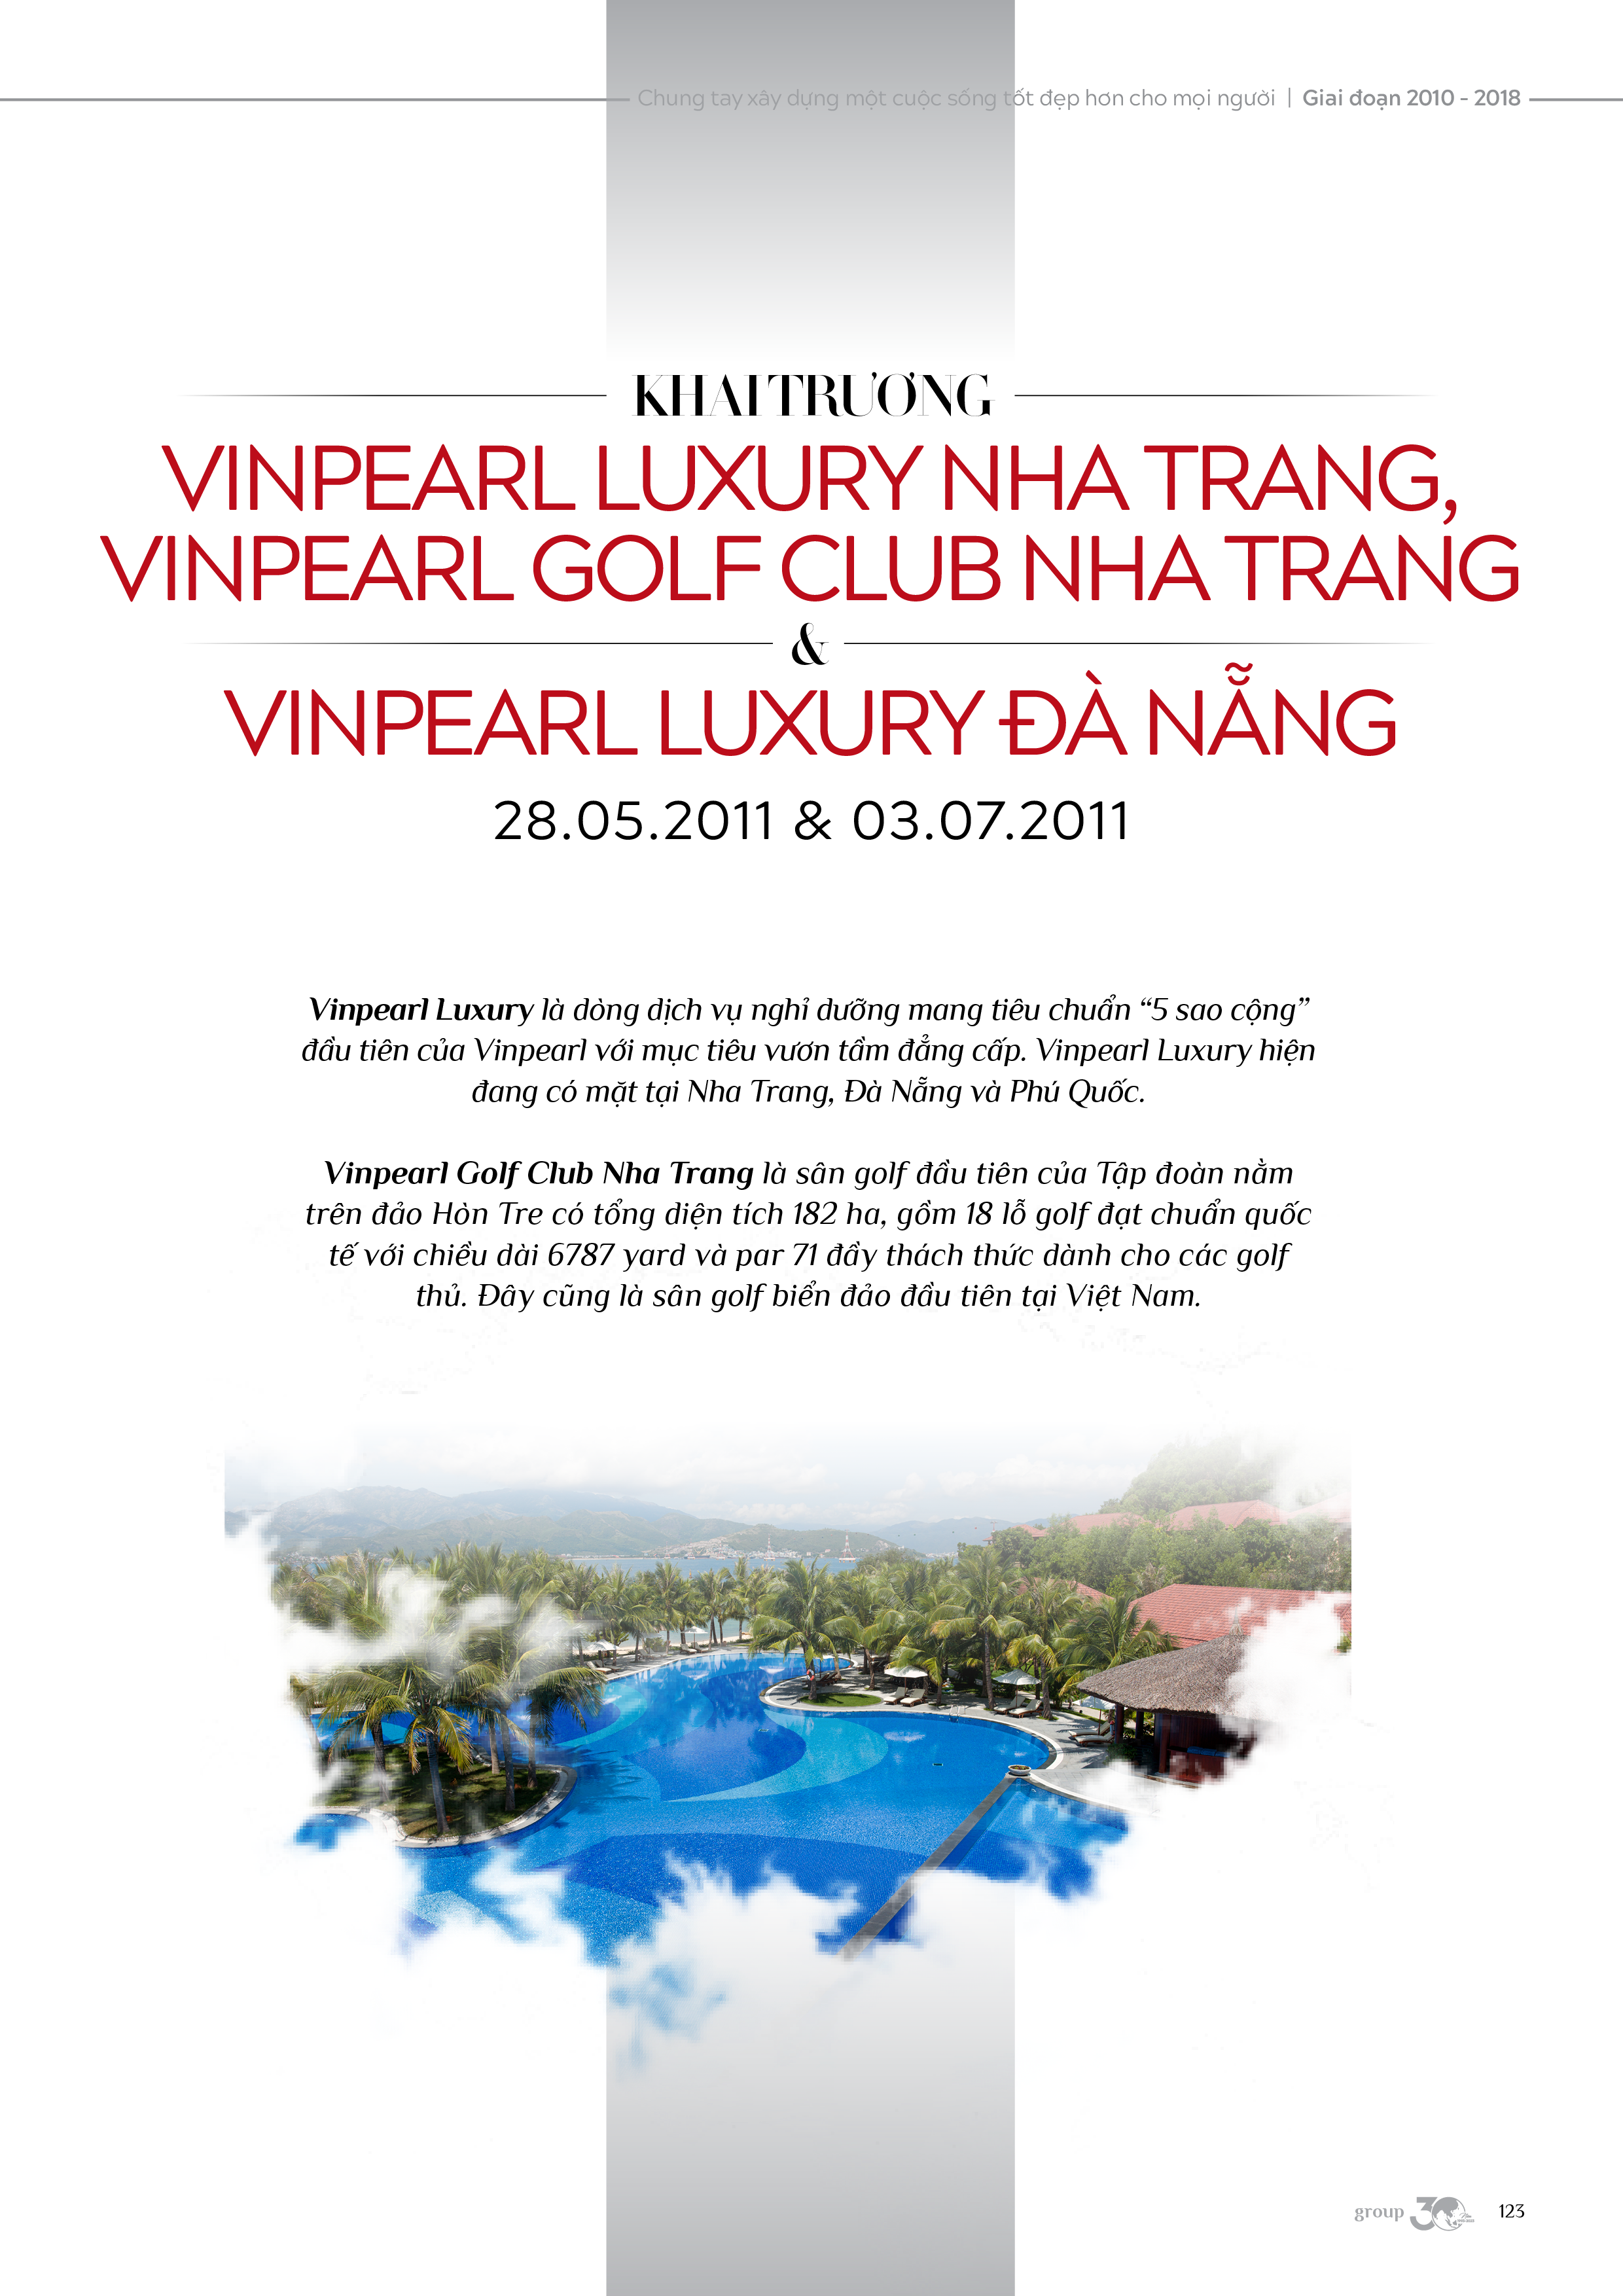 Chung tay xây dựng một cuộc sống tốt đẹp hơn cho mọi người | Giai đoạn 2010 - 2018
KHAI TRƯƠNG
VINPEARL LUXURY NHA TRANG,
VINPEARL GOLF CLUB NHA TRANG
&
VINPEARL LUXURY ĐÀ NẴNG
28.05.2011 & 03.07.2011
Vinpearl Luxury là dòng dịch vụ nghỉ dưỡng mang tiêu chuẩn “5 sao cộng”
đầu tiên của Vinpearl với mục tiêu vươn tầm đẳng cấp. Vinpearl Luxury hiện
đang có mặt tại Nha Trang, Đà Nẵng và Phú Quốc.
Vinpearl Golf Club Nha Trang là sân golf đầu tiên của Tập đoàn nằm
trên đảo Hòn Tre có tổng diện tích 182 ha, gồm 18 lỗ golf đạt chuẩn quốc
tế với chiều dài 6787 yard và par 71 đầy thách thức dành cho các golf
thủ. Đây cũng là sân golf biển đảo đầu tiên tại Việt Nam.
group 30 123